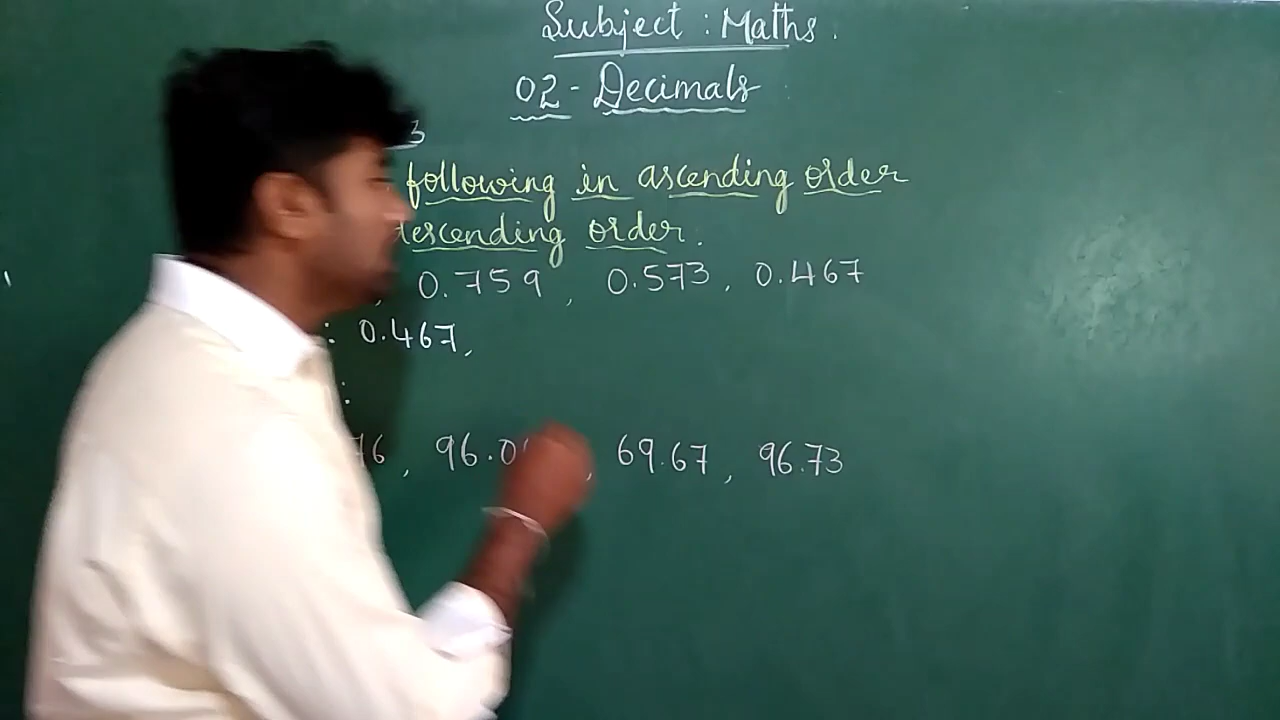 Subject : Maths.
02 - Decimals
3
following in ascending order
descending order.
, 0.759, 0.573, 0.467
: 0.467,
:
76, 96.0 , 69.67, 96.73